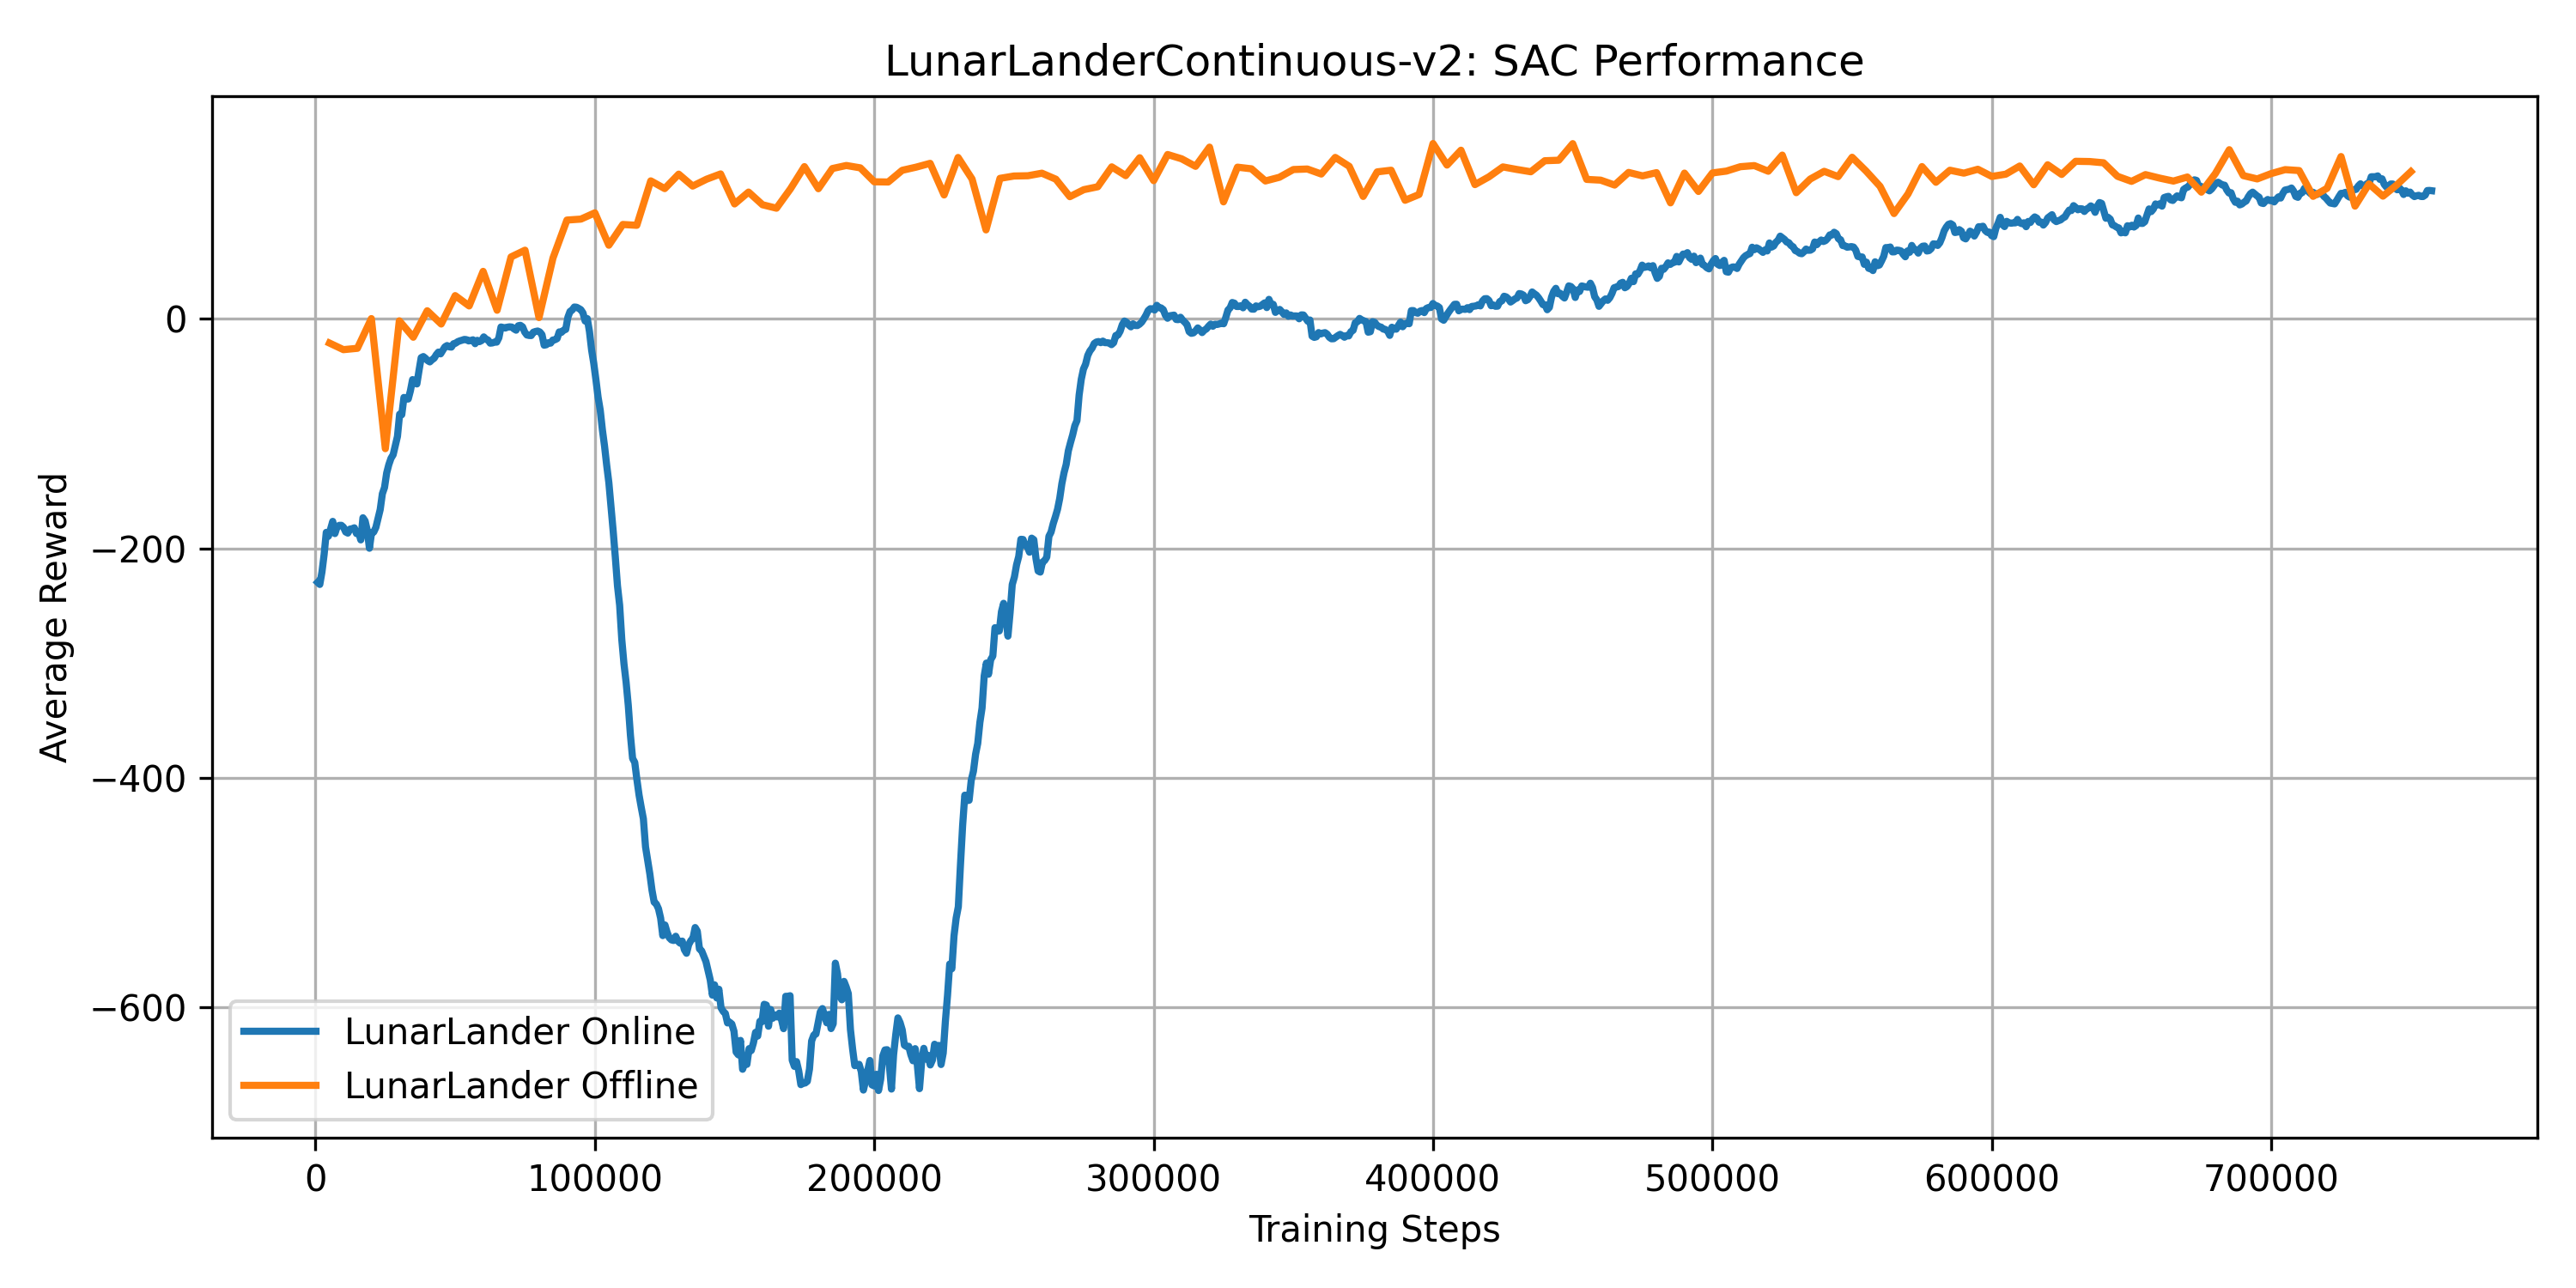 LunarLanderContinuous-v2: SAC Performance
Average Reward
0
−200
−400
−600
LunarLander Online
LunarLander Offline
0 100000 200000 300000 400000 500000 600000 700000
Training Steps